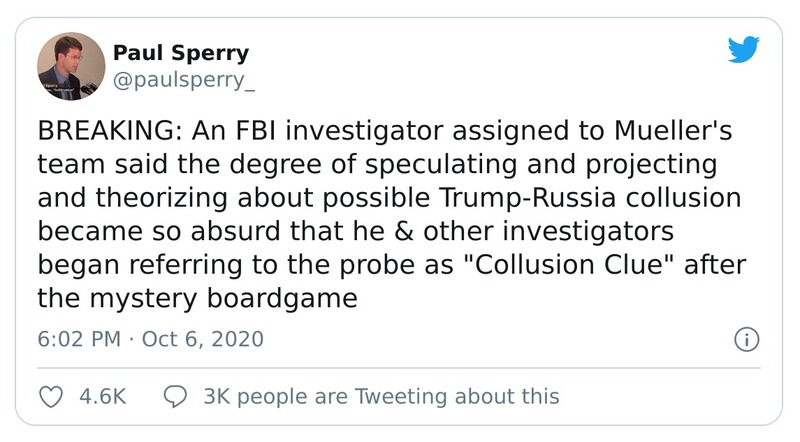 Paul Sperry
@paulsperry_
BREAKING: An FBI investigator assigned to Mueller's
team said the degree of speculating and projecting
and theorizing about possible Trump-Russia collusion
became so absurd that he & other investigators
began referring to the probe as "Collusion Clue" after
the mystery boardgame
6:02 PM · Oct 6, 2020
4.6K 3K people are Tweeting about this